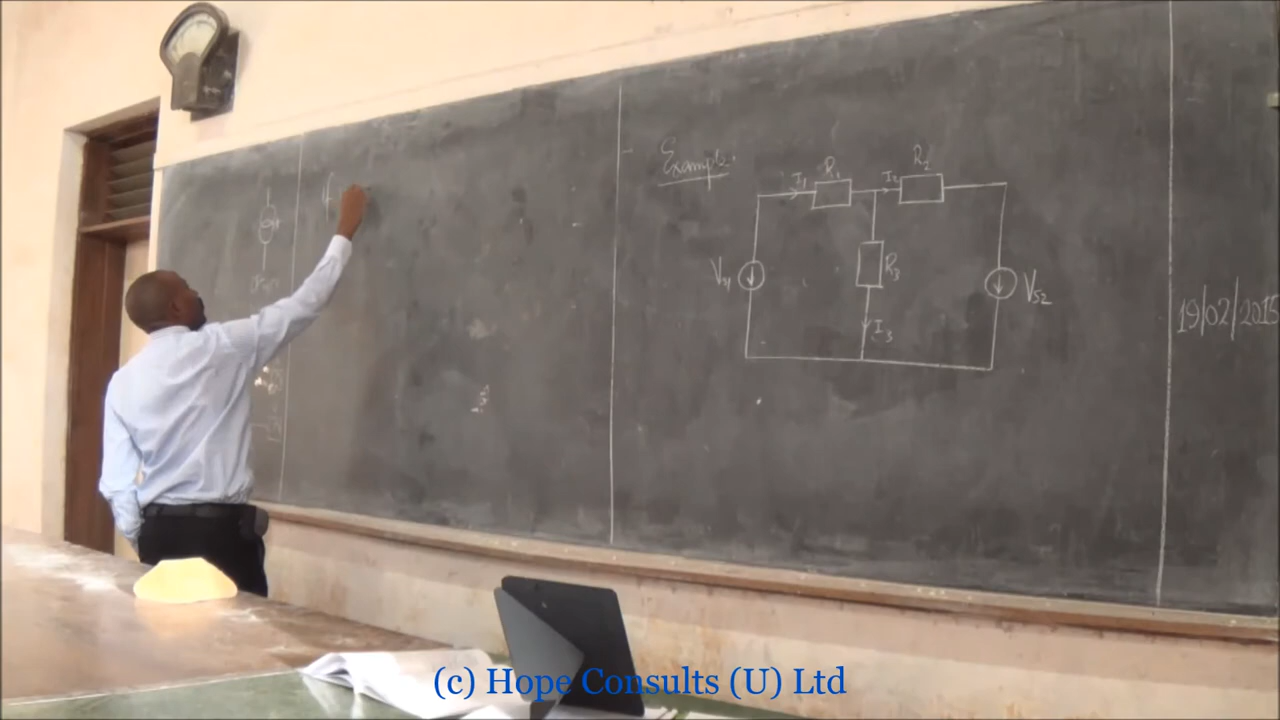 Example.
I1
R1
I2
R2
Vs1
R3
I3
Vs2
19/02/2015
(c) Hope Consults (U) Ltd